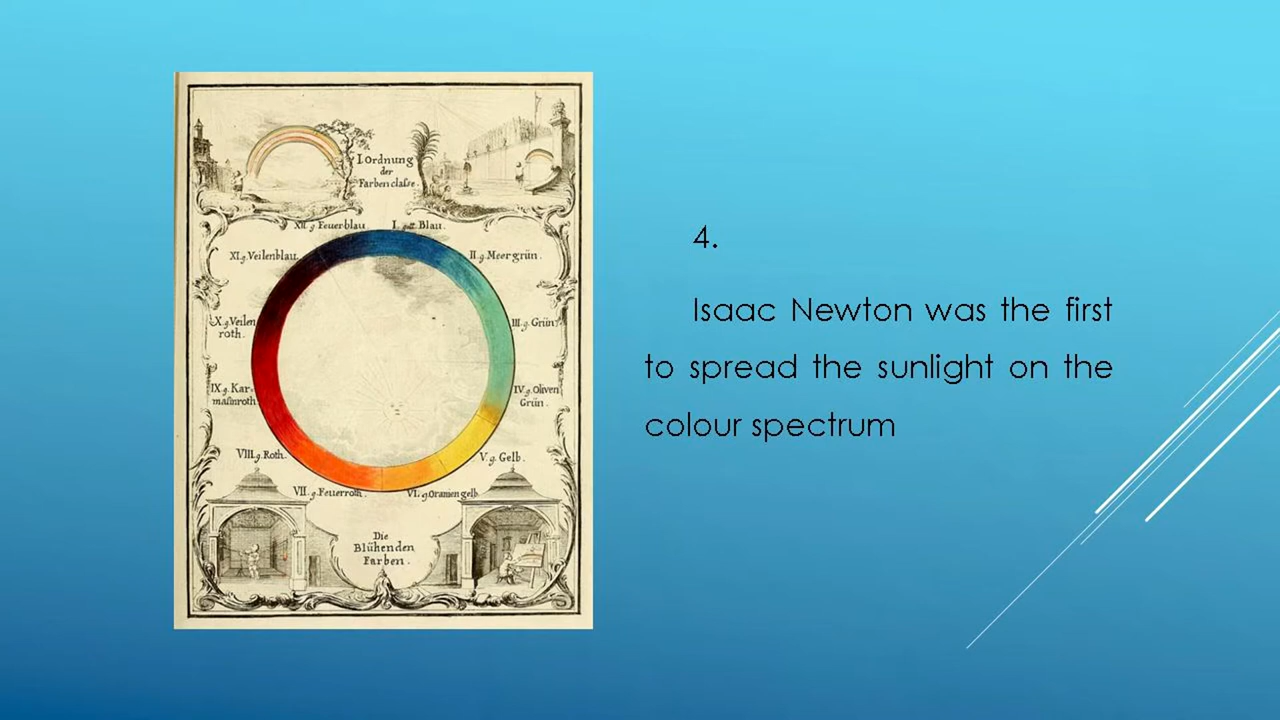 I. Ordnung
der
Farbenclasse.
XII. g. Feuerblau.
I. gatt. Blau.
XI. g. Veilenblau.
II. g. Meergrün.
X. g. Veilen
roth.
III. g. Grün.
IX. g. Kar-
masinroth
IV. g. Oliven
Grün.
VIII. g. Roth.
V. g. Gelb.
VII. g. Feuerroth.
VI. g. Oramengelb.
Die
Blühenden
Farben.
4.
Isaac Newton was the first
to spread the sunlight on the
colour spectrum